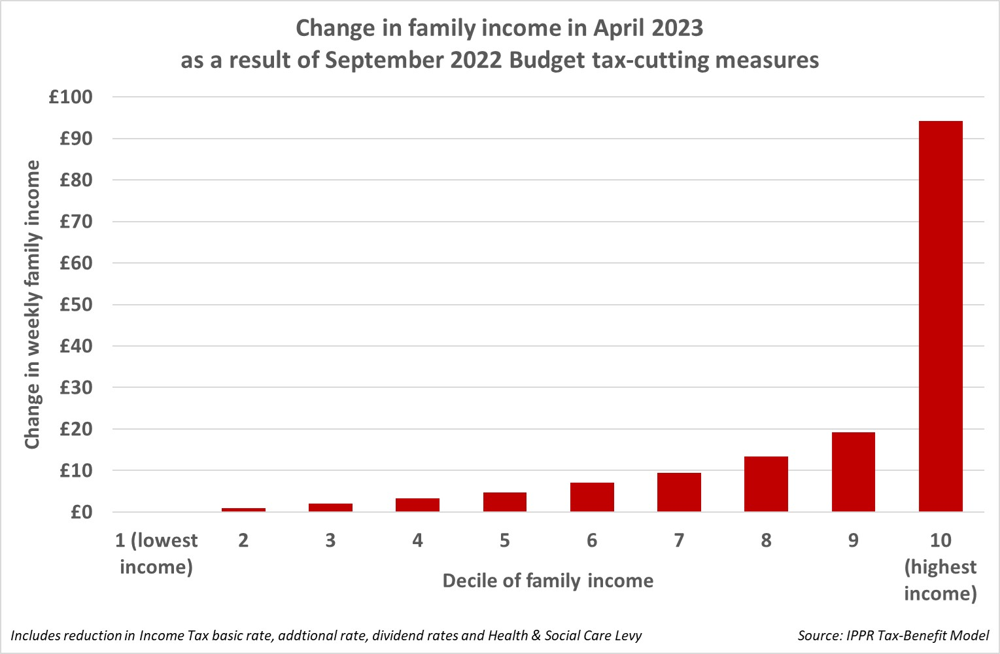 Change in family income in April 2023
as a result of September 2022 Budget tax-cutting measures
Change in weekly family income
£100
£90
£80
£70
£60
£50
£40
£30
£20
£10
£0
1 (lowest income)
2
3
4
5
6
7
8
9
10 (highest income)
Decile of family income
Includes reduction in Income Tax basic rate, addtional rate, dividend rates and Health & Social Care Levy
Source: IPPR Tax-Benefit Model